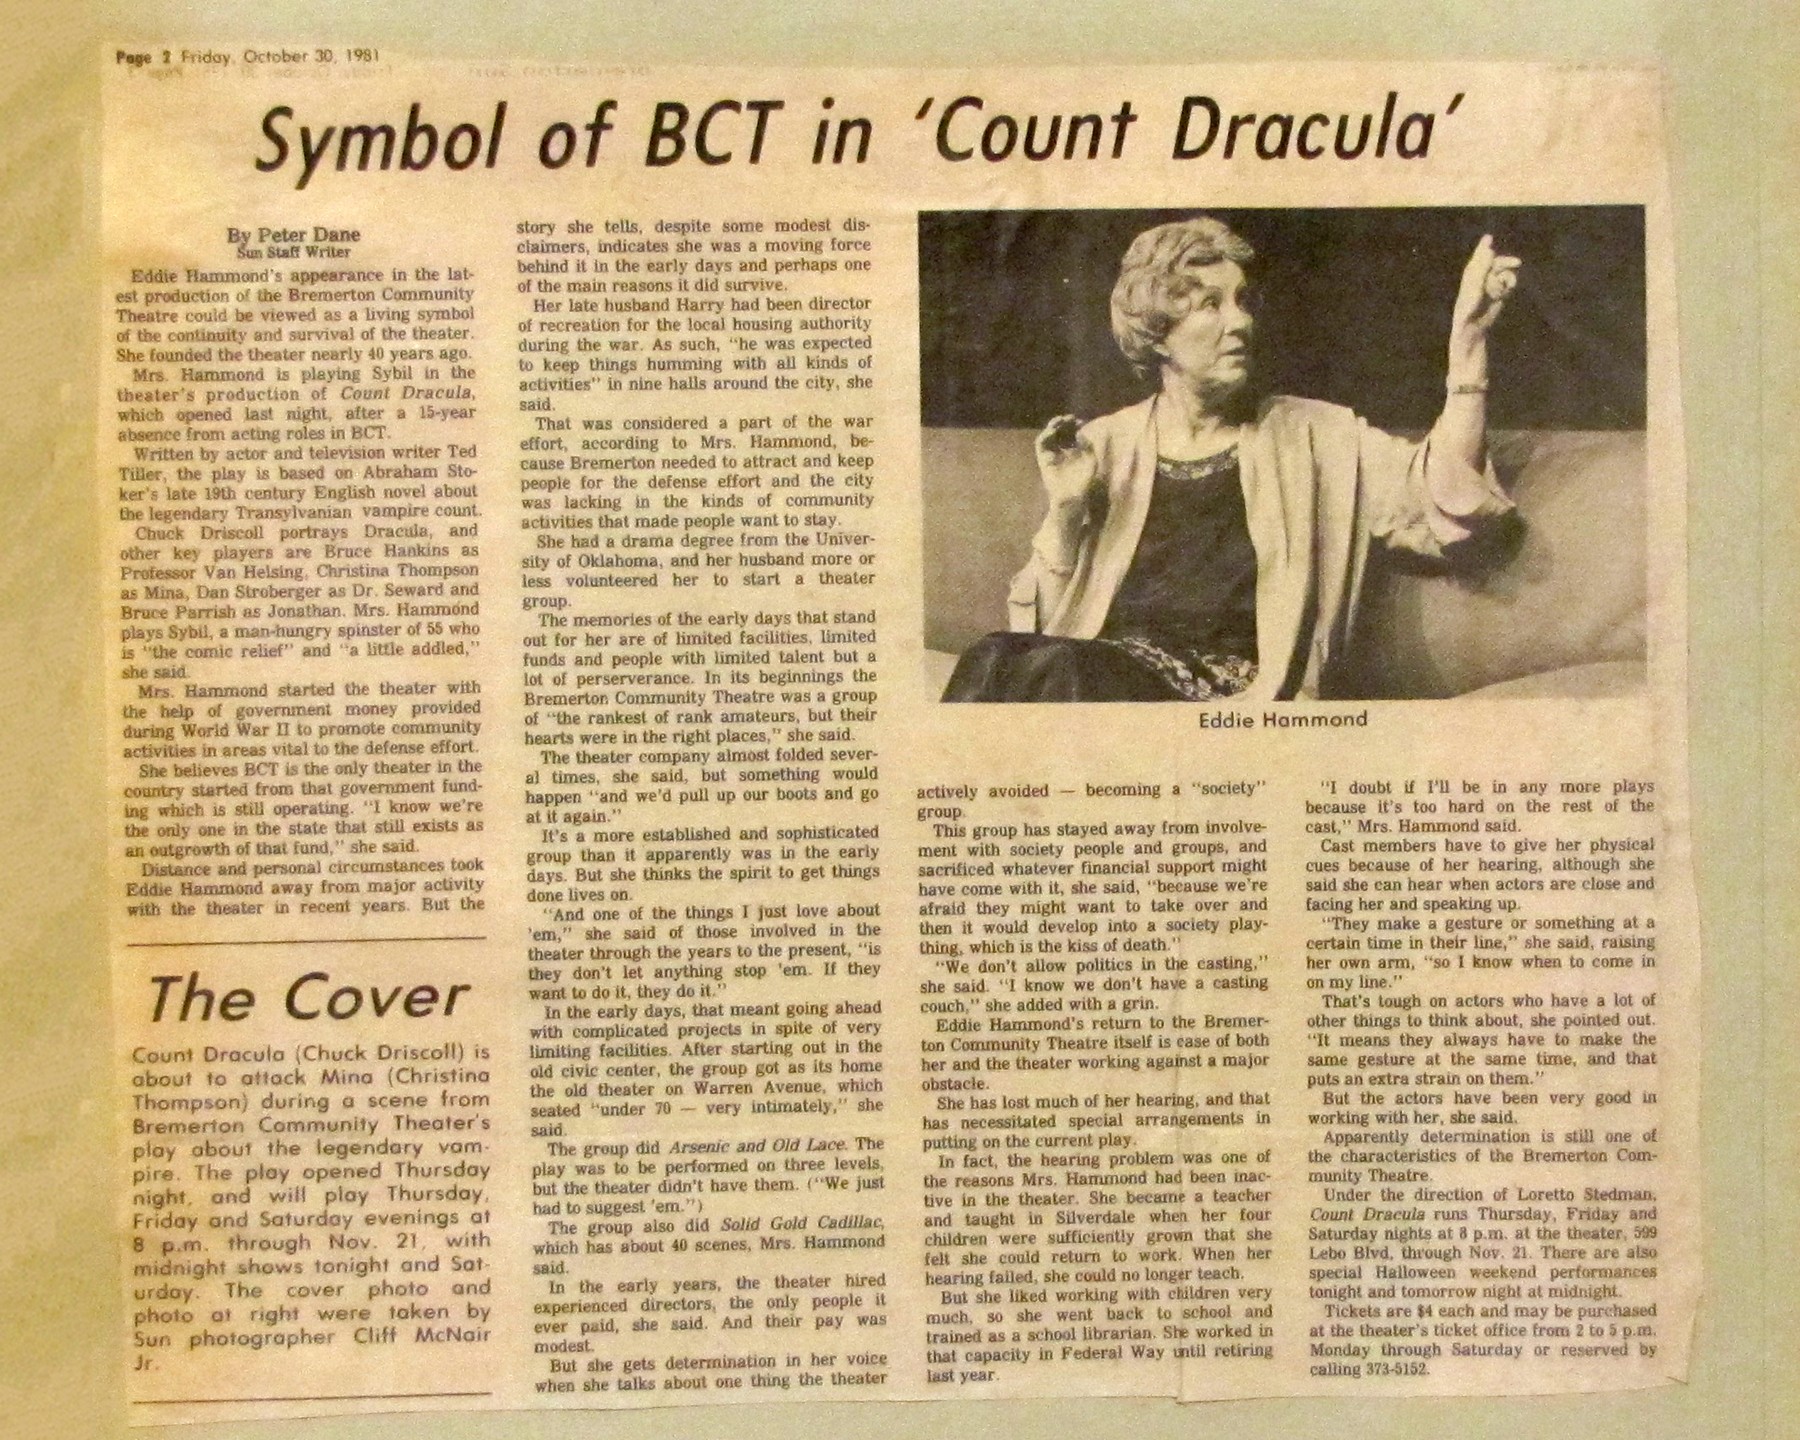 Page 2 Friday, October 30, 1981
Symbol of BCT in ‘Count Dracula’
By Peter Dane
Sun Staff Writer
Eddie Hammond's appearance in the lat-
est production of the Bremerton Community
Theatre could be viewed as a living symbol
of the continuity and survival of the theater.
She founded the theater nearly 40 years ago.
Mrs. Hammond is playing Sybil in the
theater's production of Count Dracula,
which opened last night, after a 15-year
absence from acting roles in BCT.
Written by actor and television writer Ted
Tiller, the play is based on Abraham Sto-
ker's late 19th century English novel about
the legendary Transylvanian vampire count.
Chuck Driscoll portrays Dracula, and
other key players are Bruce Hankins as
Professor Van Helsing, Christina Thompson
as Mina, Dan Stroberger as Dr. Seward and
Bruce Parrish as Jonathan. Mrs. Hammond
plays Sybil, a man-hungry spinster of 55 who
is "the comic relief" and "a little addled,"
she said.
Mrs. Hammond started the theater with
the help of government money provided
during World War II to promote community
activities in areas vital to the defense effort.
She believes BCT is the only theater in the
country started from that government fund-
ing which is still operating. "I know we're
the only one in the state that still exists as
an outgrowth of that fund," she said.
Distance and personal circumstances took
Eddie Hammond away from major activity
with the theater in recent years. But the
story she tells, despite some modest dis-
claimers, indicates she was a moving force
behind it in the early days and perhaps one
of the main reasons it did survive.
Her late husband Harry had been director
of recreation for the local housing authority
during the war. As such, "he was expected
to keep things humming with all kinds of
activities" in nine halls around the city, she
said.
That was considered a part of the war
effort, according to Mrs. Hammond, be-
cause Bremerton needed to attract and keep
people for the defense effort and the city
was lacking in the kinds of community
activities that made people want to stay.
She had a drama degree from the Univer-
sity of Oklahoma, and her husband more or
less volunteered her to start a theater
group.
The memories of the early days that stand
out for her are of limited facilities, limited
funds and people with limited talent but a
lot of perserverance. In its beginnings the
Bremerton Community Theatre was a group
of "the rankest of rank amateurs, but their
hearts were in the right places," she said.
The theater company almost folded sever-
al times, she said, but something would
happen "and we'd pull up our boots and go
at it again."
It's a more established and sophisticated
group than it apparently was in the early
days. But she thinks the spirit to get things
done lives on.
"And one of the things I just love about
'em," she said of those involved in the
theater through the years to the present, "is
they don't let anything stop 'em. If they
want to do it, they do it."
In the early days, that meant going ahead
with complicated projects in spite of very
limiting facilities. After starting out in the
old civic center, the group got as its home
the old theater on Warren Avenue, which
seated "under 70 — very intimately," she
said.
The group did Arsenic and Old Lace. The
play was to be performed on three levels,
but the theater didn't have them. ("We just
had to suggest 'em.")
The group also did Solid Gold Cadillac,
which has about 40 scenes, Mrs. Hammond
said.
In the early years, the theater hired
experienced directors, the only people it
ever paid, she said. And their pay was
modest.
But she gets determination in her voice
when she talks about one thing the theater
Eddie Hammond
actively avoided — becoming a "society"
group.
This group has stayed away from involve-
ment with society people and groups, and
sacrificed whatever financial support might
have come with it, she said, "because we're
afraid they might want to take over and
then it would develop into a society play-
thing, which is the kiss of death."
"We don't allow politics in the casting,"
she said. "I know we don't have a casting
couch," she added with a grin.
Eddie Hammond's return to the Bremer-
ton Community Theatre itself is case of both
her and the theater working against a major
obstacle.
She has lost much of her hearing, and that
has necessitated special arrangements in
putting on the current play.
In fact, the hearing problem was one of
the reasons Mrs. Hammond had been inac-
tive in the theater. She became a teacher
and taught in Silverdale when her four
children were sufficiently grown that she
felt she could return to work. When her
hearing failed, she could no longer teach.
But she liked working with children very
much, so she went back to school and
trained as a school librarian. She worked in
that capacity in Federal Way until retiring
last year.
"I doubt if I'll be in any more plays
because it's too hard on the rest of the
cast," Mrs. Hammond said.
Cast members have to give her physical
cues because of her hearing, although she
said she can hear when actors are close and
facing her and speaking up.
"They make a gesture or something at a
certain time in their line," she said, raising
her own arm, "so I know when to come in
on my line."
That's tough on actors who have a lot of
other things to think about, she pointed out.
"It means they always have to make the
same gesture at the same time, and that
puts an extra strain on them."
But the actors have been very good in
working with her, she said.
Apparently determination is still one of
the characteristics of the Bremerton Com-
munity Theatre.
Under the direction of Loretto Stedman,
Count Dracula runs Thursday, Friday and
Saturday nights at 8 p.m. at the theater, 599
Lebo Blvd, through Nov. 21. There are also
special Halloween weekend performances
tonight and tomorrow night at midnight.
Tickets are $4 each and may be purchased
at the theater's ticket office from 2 to 5 p.m.
Monday through Saturday or reserved by
calling 373-5152.
The Cover
Count Dracula (Chuck Driscoll) is
about to attack Mina (Christina
Thompson) during a scene from
Bremerton Community Theater's
play about the legendary vam-
pire. The play opened Thursday
night, and will play Thursday,
Friday and Saturday evenings at
8 p.m. through Nov. 21, with
midnight shows tonight and Sat-
urday. The cover photo and
photo at right were taken by
Sun photographer Cliff McNair
Jr.